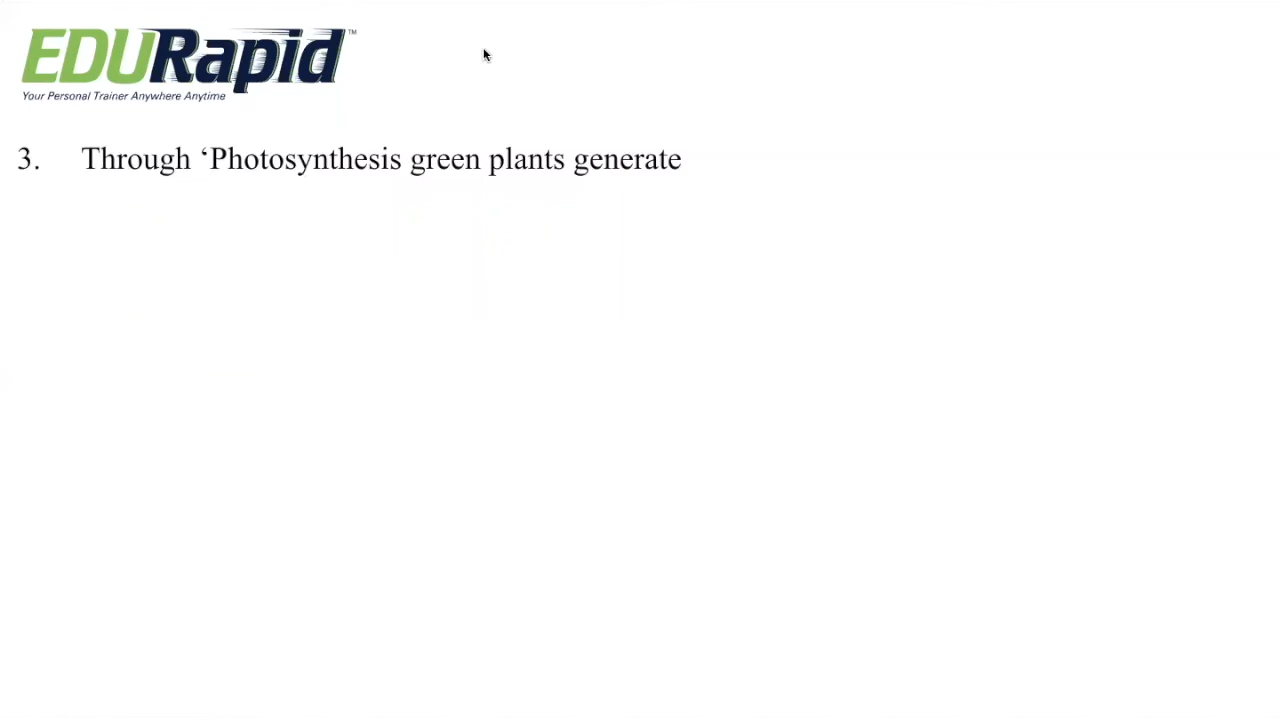 EDURapid™
Your Personal Trainer Anywhere Anytime
3. Through ‘Photosynthesis green plants generate